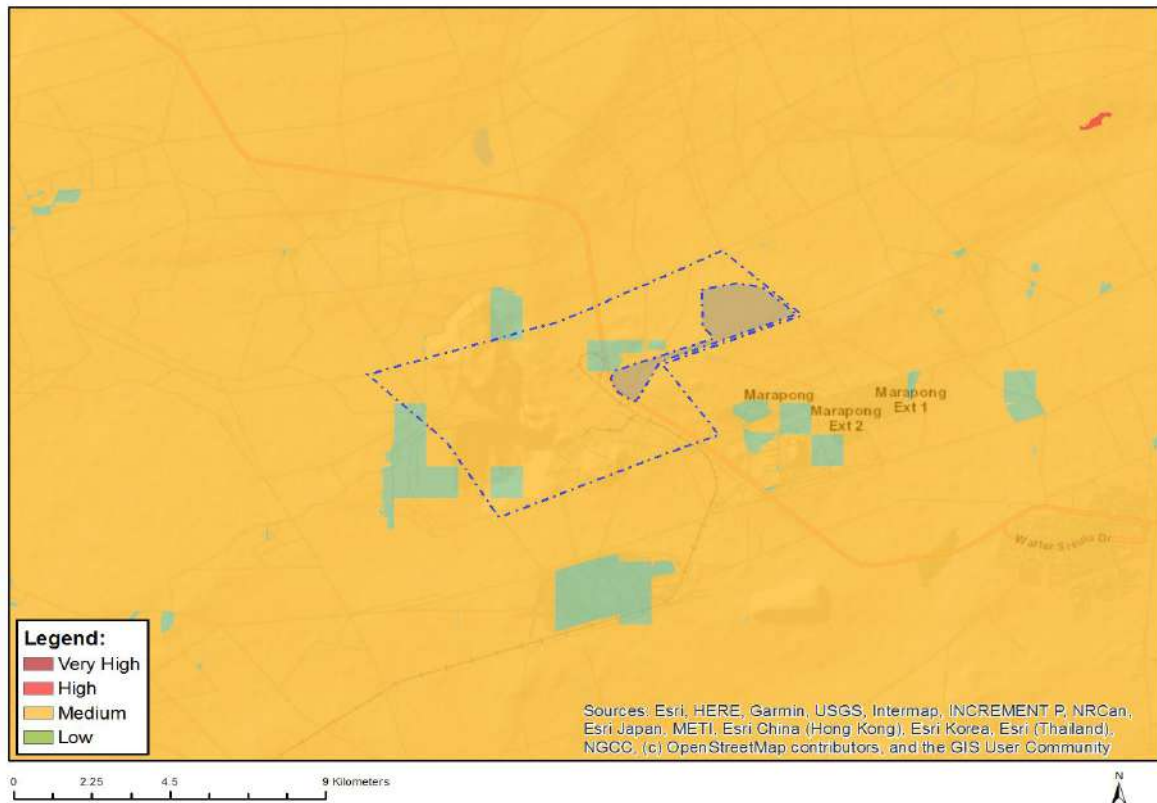 Marapong
Marapong
Ext 1
Marapong
Ext 2
Walter Sisulu Dr
Legend:
Very High
High
Medium
Low
Sources: Esri, HERE, Garmin, USGS, Intermap, INCREMENT P, NRCan,
Esri Japan, METI, Esri China (Hong Kong), Esri Korea, Esri (Thailand),
NGCC, (c) OpenStreetMap contributors, and the GIS User Community
0 2.25 4.5 9 Kilometers
N